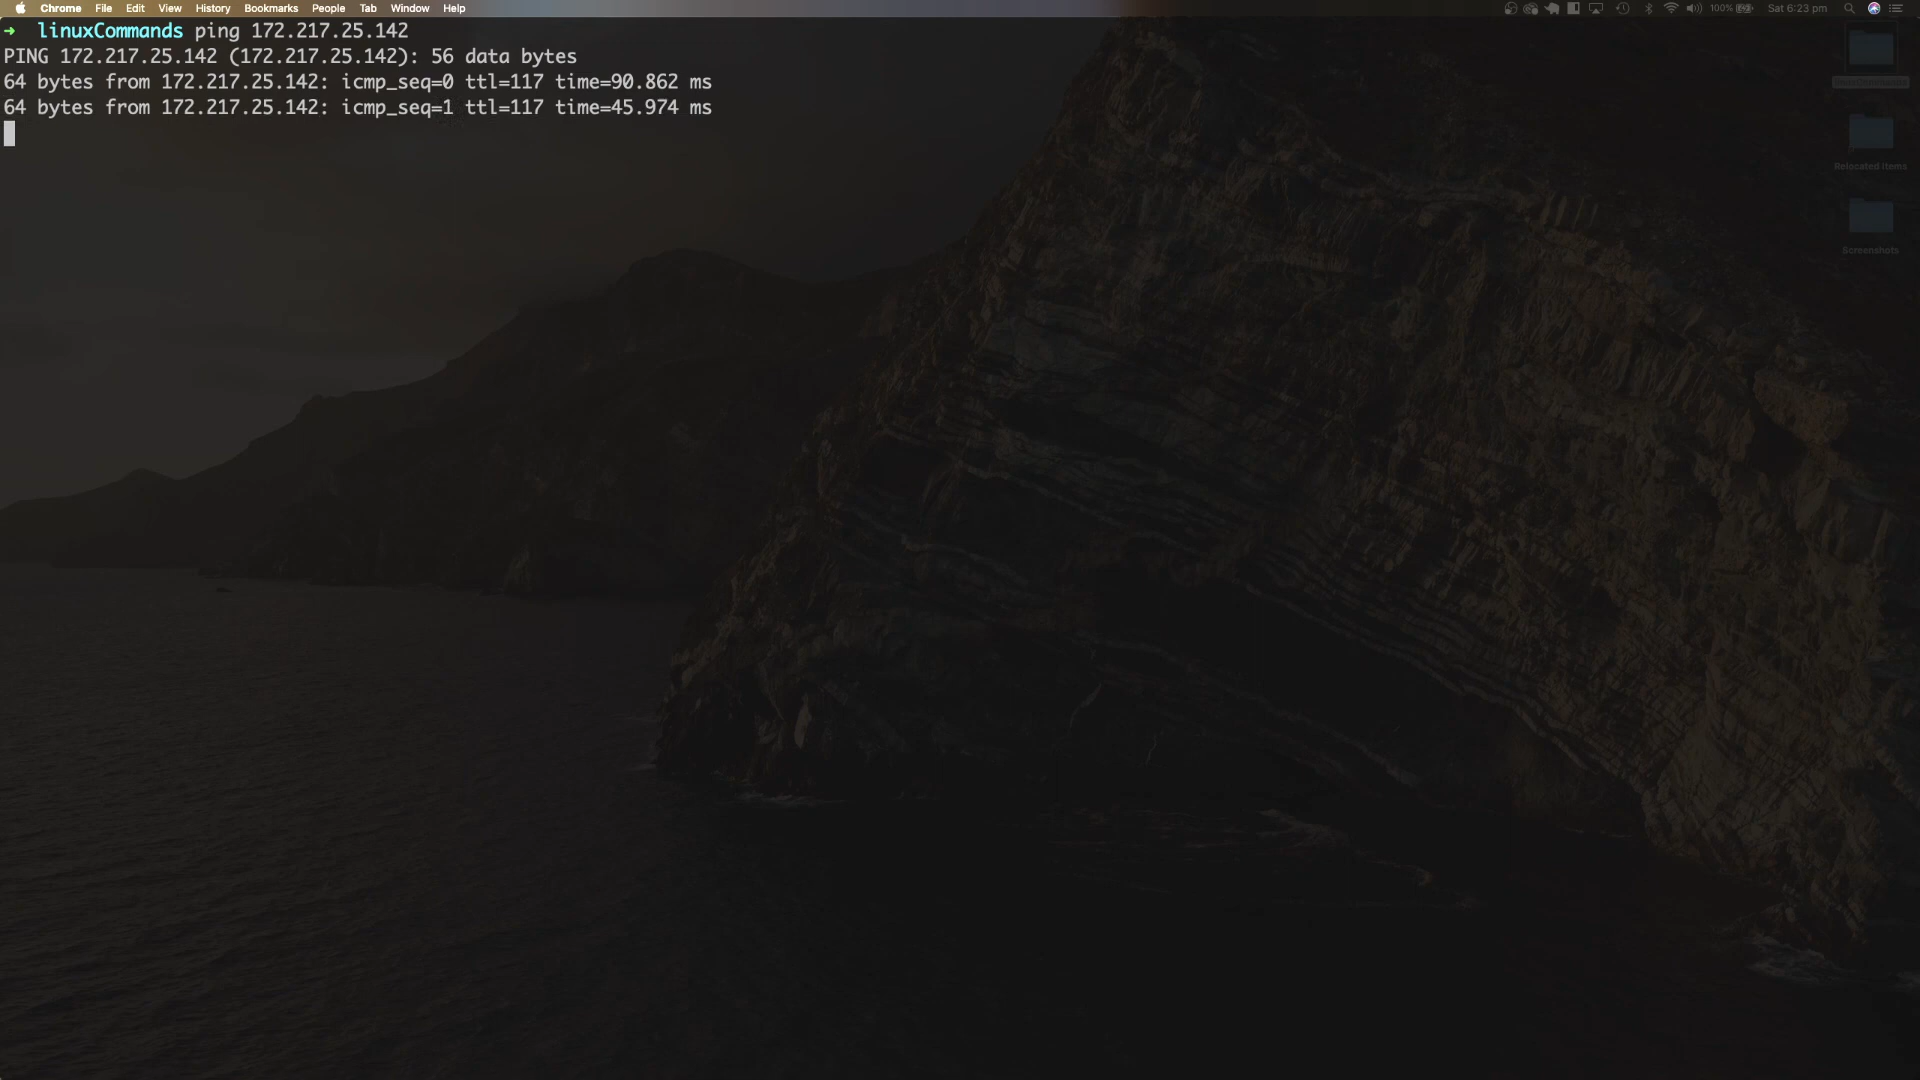 Chrome File Edit View History Bookmarks People Tab Window Help 100% Sat 6:23 pm
➜ linuxCommands ping 172.217.25.142
PING 172.217.25.142 (172.217.25.142): 56 data bytes
64 bytes from 172.217.25.142: icmp_seq=0 ttl=117 time=90.862 ms
64 bytes from 172.217.25.142: icmp_seq=1 ttl=117 time=45.974 ms
Relocated Items
Screenshots